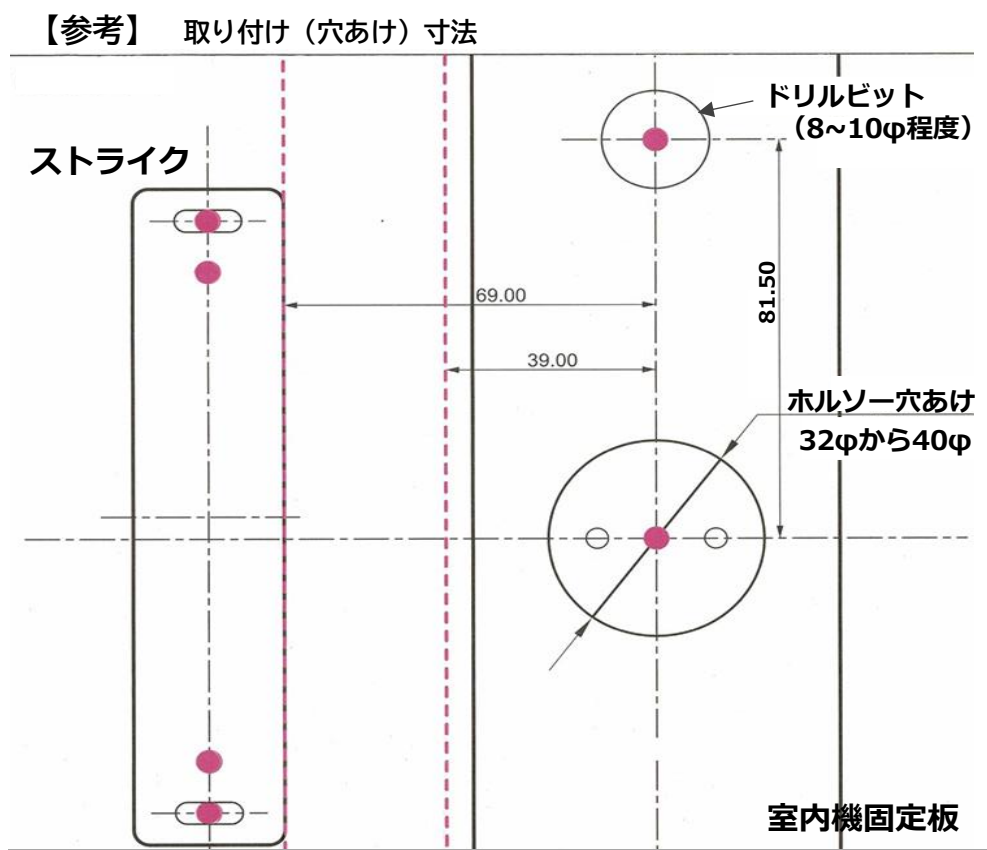 【参考】 取り付け（穴あけ）寸法
ドリルビット
（8~10φ程度）
ストライク
69.00
81.50
39.00
ホルソー穴あけ
32φから40φ
室内機固定板